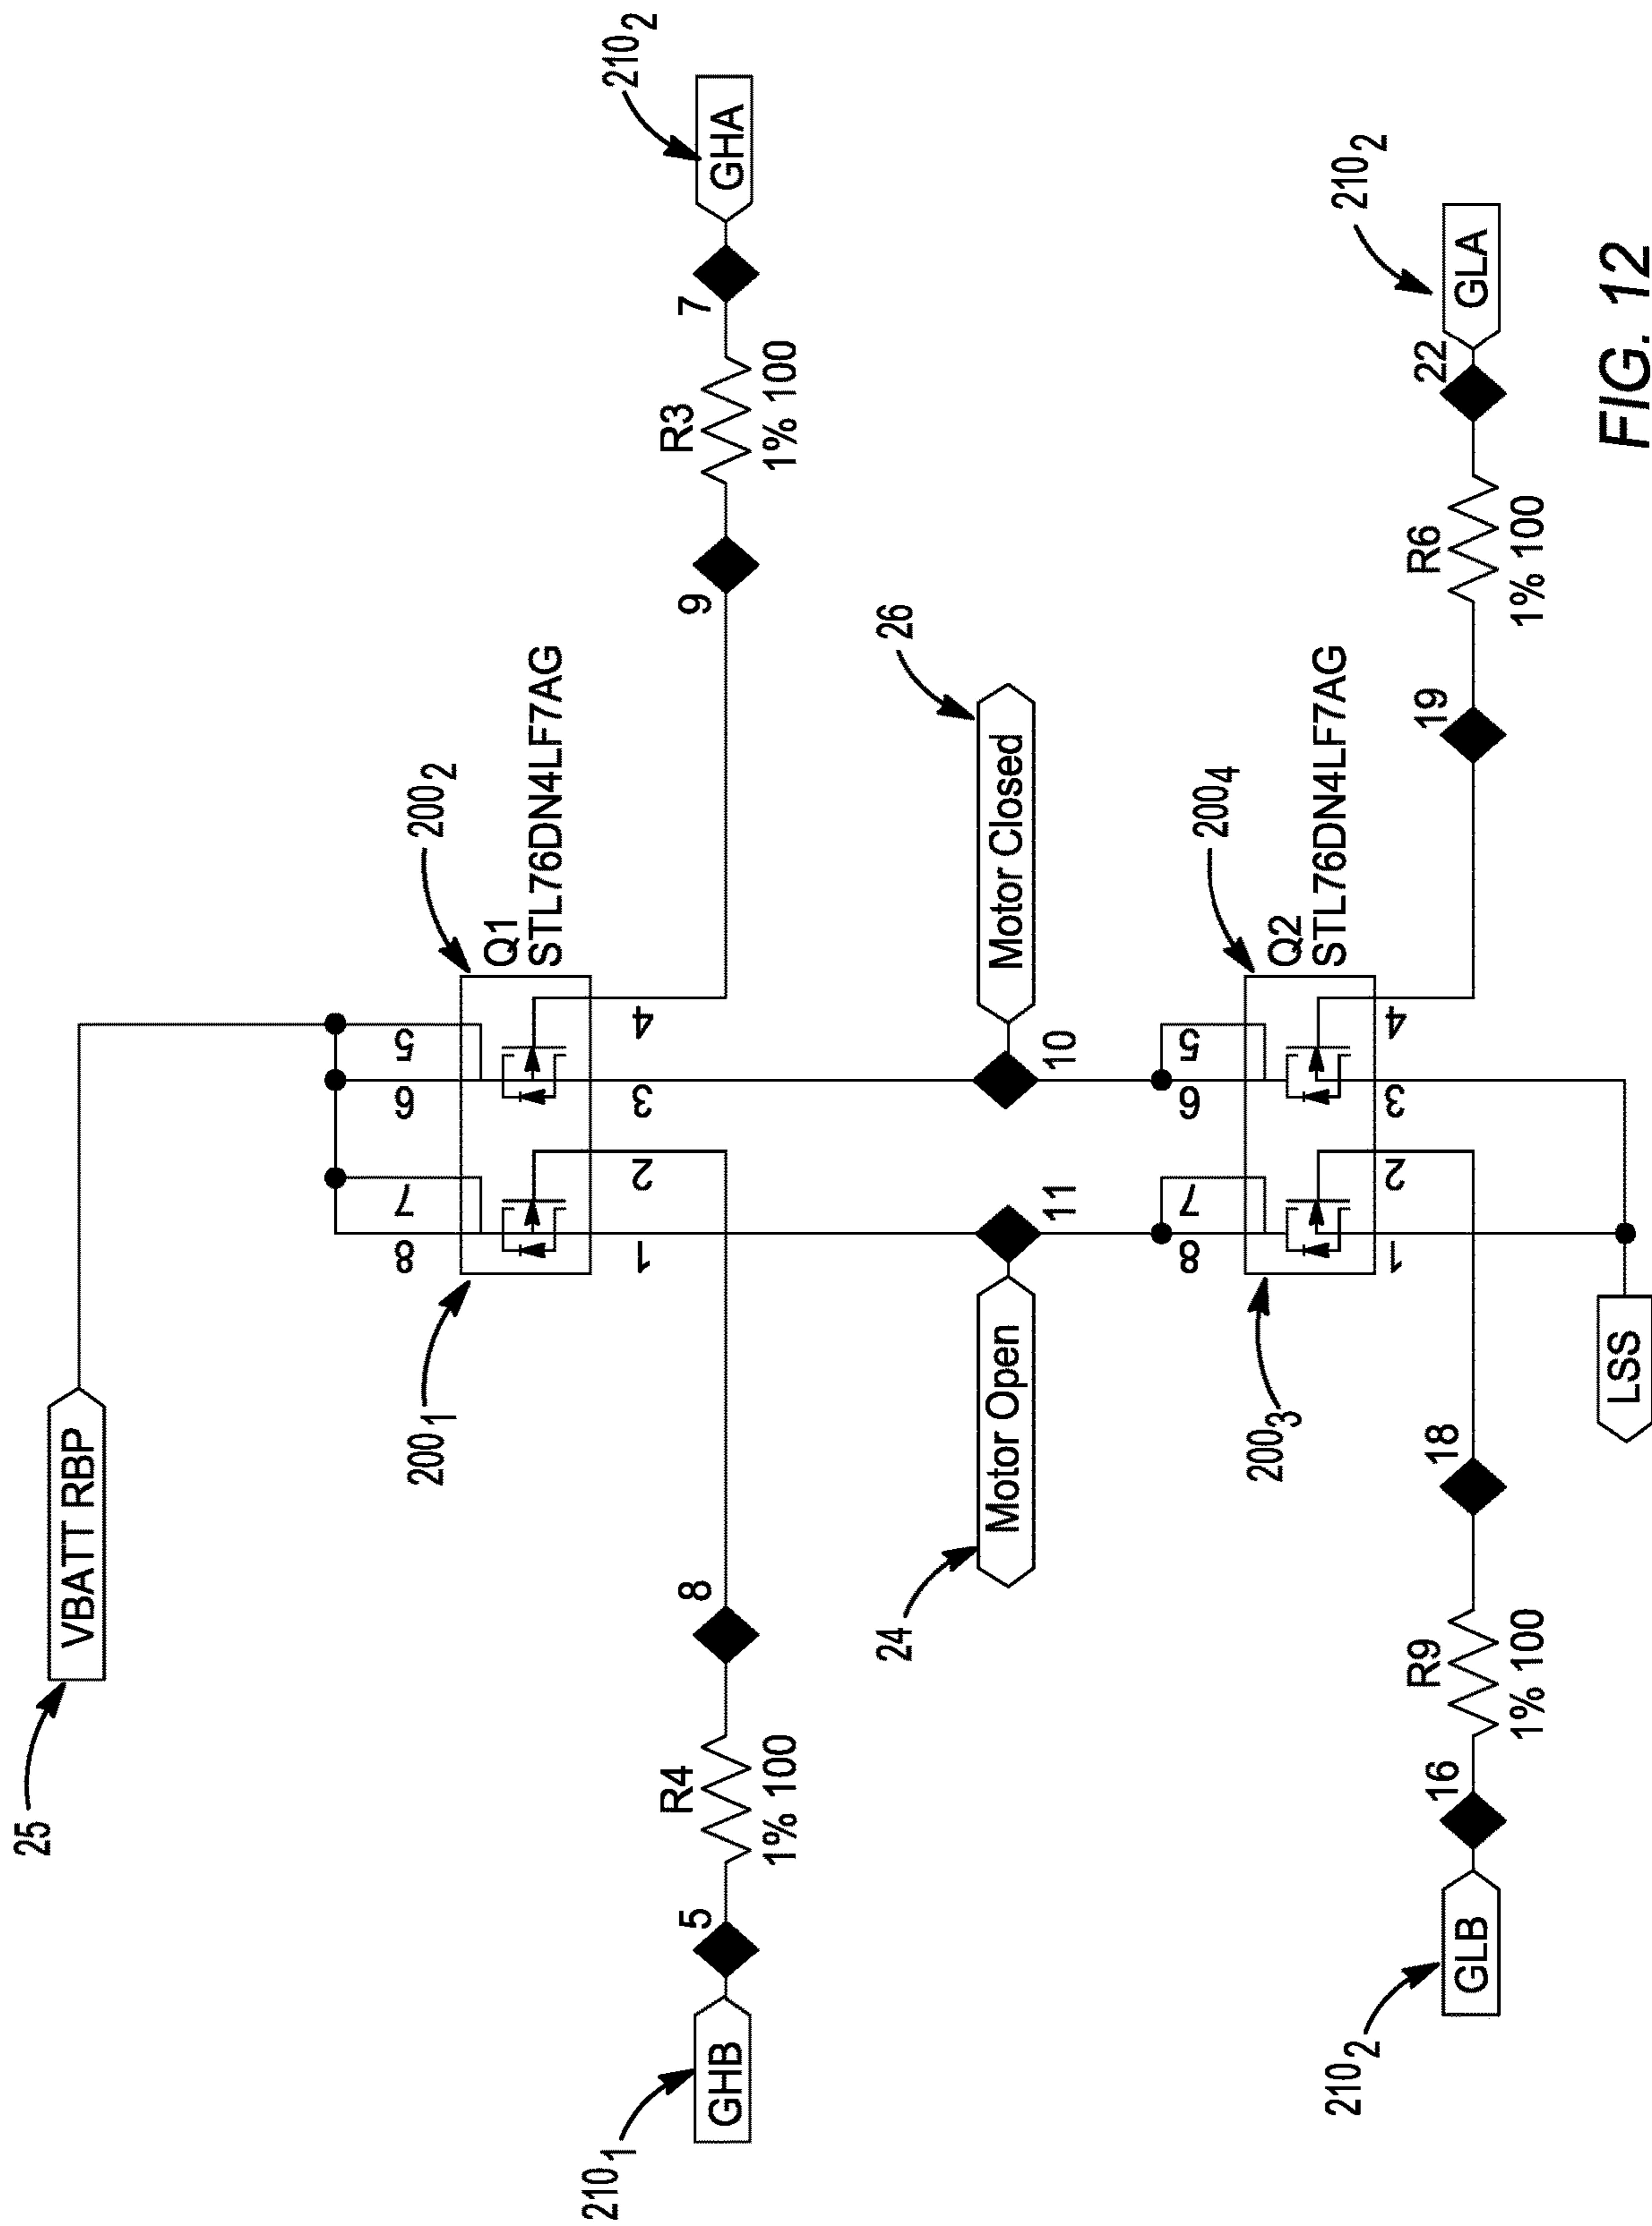 25
VBATT RBP
200₁
200₂
Q1
STL76DN4LF7AG
8
7
6
5
1
2
3
4
210₁
GHB
5
R4
1% 100
8
9
R3
1% 100
7
GHA
210₂
24
Motor Open
11
10
Motor Closed
26
200₃
200₄
Q2
STL76DN4LF7AG
8
7
6
5
1
2
3
4
210₂
GLB
16
R9
1% 100
18
19
R6
1% 100
22
GLA
210₂
LSS
FIG. 12